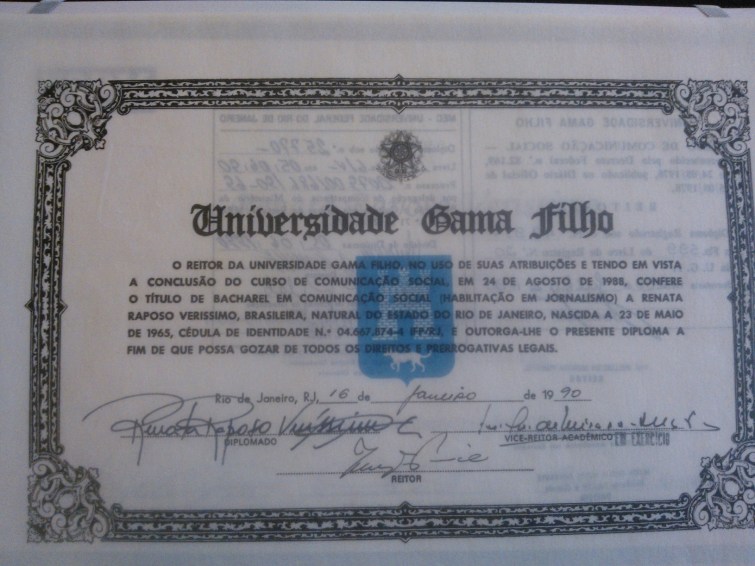 Universidade Gama Filho
O REITOR DA UNIVERSIDADE GAMA FILHO, NO USO DE SUAS ATRIBUIÇÕES E TENDO EM VISTA
A CONCLUSÃO DO CURSO DE COMUNICAÇÃO SOCIAL, EM 24 DE AGOSTO DE 1988, CONFERE
O TÍTULO DE BACHAREL EM COMUNICAÇÃO SOCIAL (HABILITAÇÃO EM JORNALISMO) A RENATA
RAPOSO VERISSIMO, BRASILEIRA, NATURAL DO ESTADO DO RIO DE JANEIRO, NASCIDA A 23 DE MAIO
DE 1965, CÉDULA DE IDENTIDADE N.º 04.667.874-4 (IFP/RJ), E OUTORGA-LHE O PRESENTE DIPLOMA A
FIM DE QUE POSSA GOZAR DE TODOS OS DIREITOS E PRERROGATIVAS LEGAIS.
Rio de Janeiro, RJ, 16 de Janeiro de 1990
Renata Raposo Verissimo
DIPLOMADO
VICE-REITOR ACADÊMICO EM EXERCÍCIO
REITOR